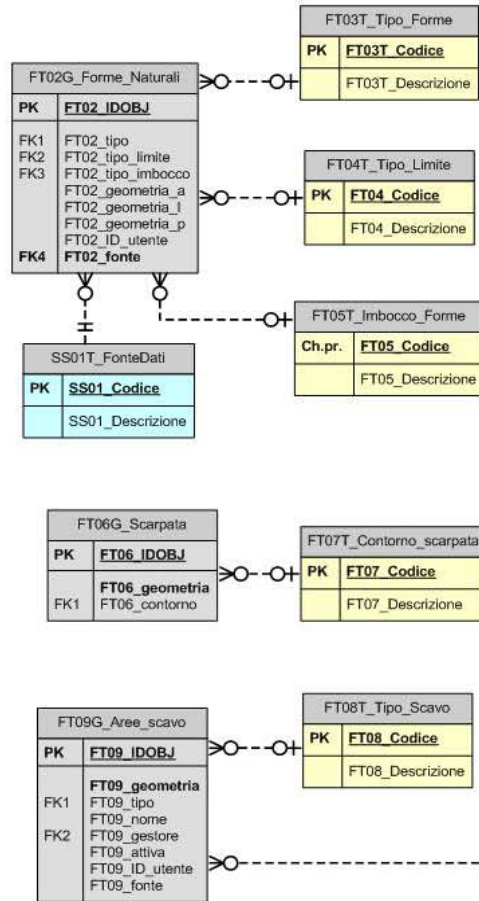 FT03T_Tipo_Forme
PK FT03T_Codice
FT03T_Descrizione
FT02G_Forme_Naturali
PK FT02_IDOBJ
FK1 FT02_tipo
FK2 FT02_tipo_limite
FK3 FT02_tipo_imbocco
FT02_geometria_a
FT02_geometria_l
FT02_geometria_p
FT02_ID_utente
FK4 FT02_fonte
FT04T_Tipo_Limite
PK FT04_Codice
FT04_Descrizione
FT05T_Imbocco_Forme
Ch.pr. FT05_Codice
FT05_Descrizione
SS01T_FonteDati
PK SS01_Codice
SS01_Descrizione
FT06G_Scarpata
PK FT06_IDOBJ
FT06_geometria
FK1 FT06_contorno
FT07T_Contorno_scarpata
PK FT07_Codice
FT07_Descrizione
FT08T_Tipo_Scavo
PK FT08_Codice
FT08_Descrizione
FT09G_Aree_scavo
PK FT09_IDOBJ
FT09_geometria
FK1 FT09_tipo
FT09_nome
FK2 FT09_gestore
FT09_attiva
FT09_ID_utente
FT09_fonte